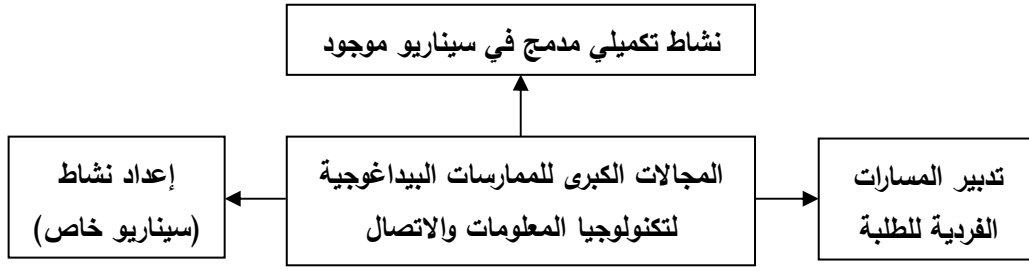 نشاط تكميلي مدمج في سيناريو موجود
المجالات الكبرى للممارسات البيداغوجية
لتكنولوجيا المعلومات والاتصال
تدبير المسارات
الفردية للطلبة
إعداد نشاط
(سيناريو خاص)